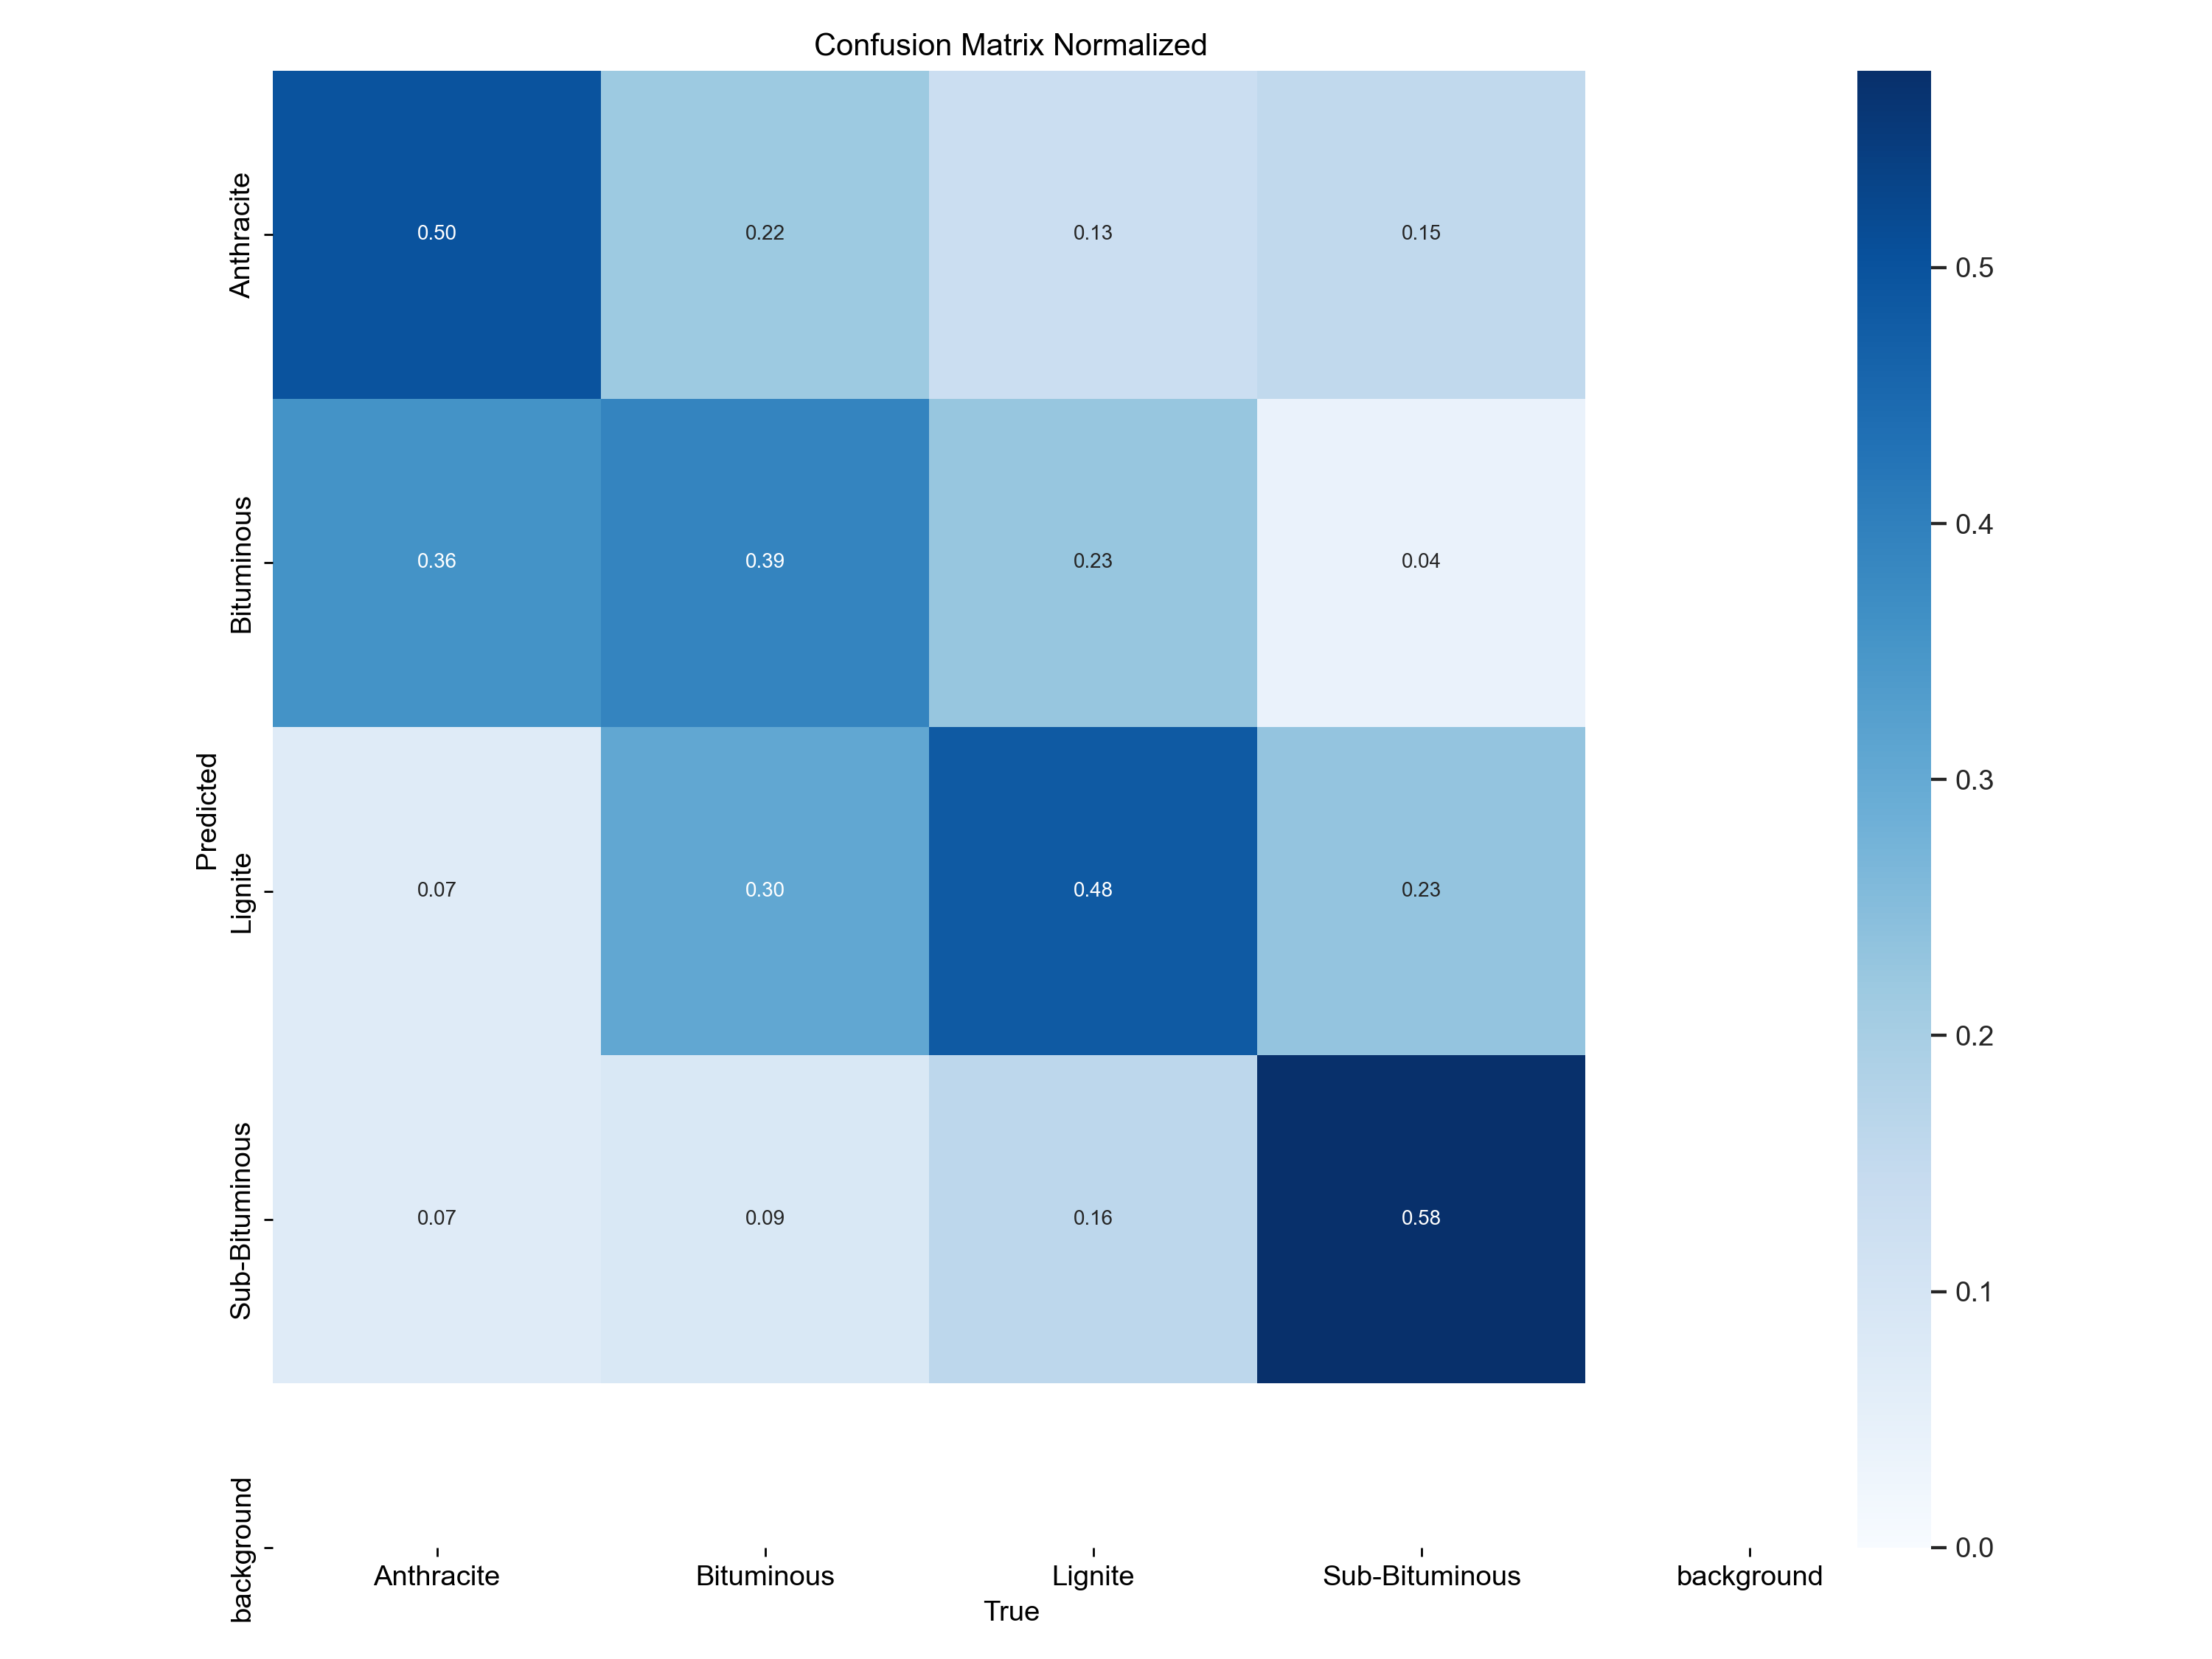 Confusion Matrix Normalized
Anthracite
0.50
0.22
0.13
0.15
Bituminous
0.36
0.39
0.23
0.04
Lignite
0.07
0.30
0.48
0.23
Sub-Bituminous
0.07
0.09
0.16
0.58
background
Predicted
Anthracite
Bituminous
Lignite
Sub-Bituminous
background
True
0.5
0.4
0.3
0.2
0.1
0.0